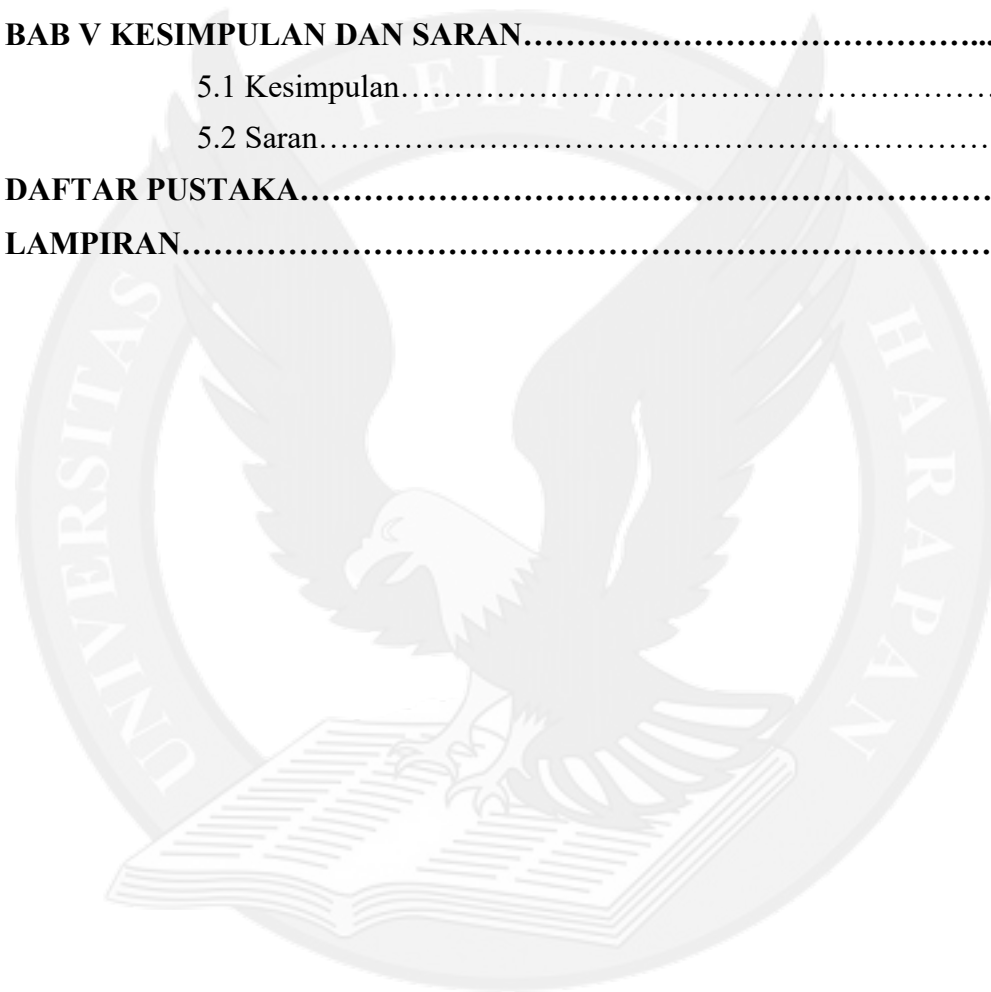 BAB V KESIMPULAN DAN SARAN……………………………………...
5.1 Kesimpulan…………………………………………………
5.2 Saran…………………………………………………………
DAFTAR PUSTAKA…………………………………………………………
LAMPIRAN……………………………………………………………………
UNIVERSITAS PELITA HARAPAN